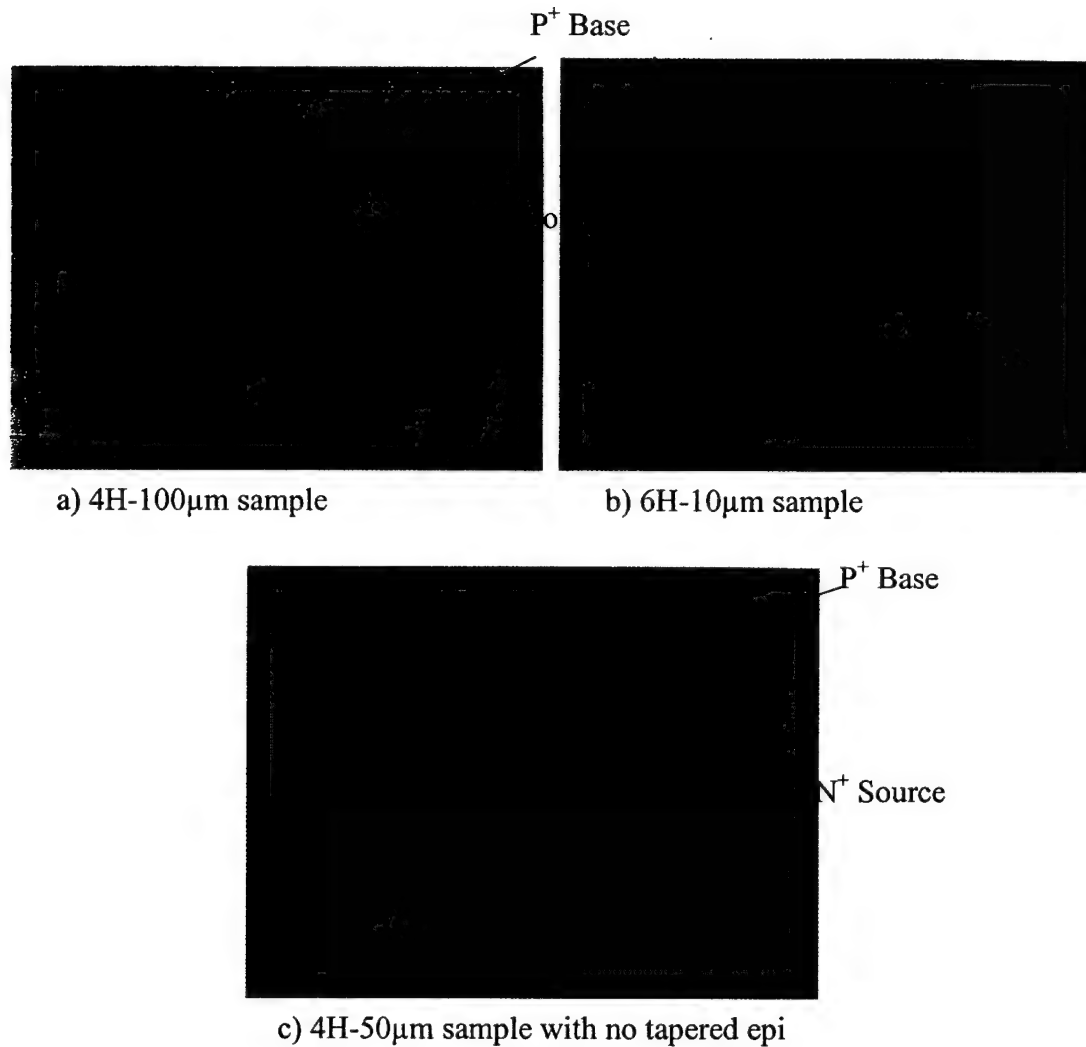 P⁺ Base
o
a) 4H-100µm sample
b) 6H-10µm sample
P⁺ Base
N⁺ Source
c) 4H-50µm sample with no tapered epi